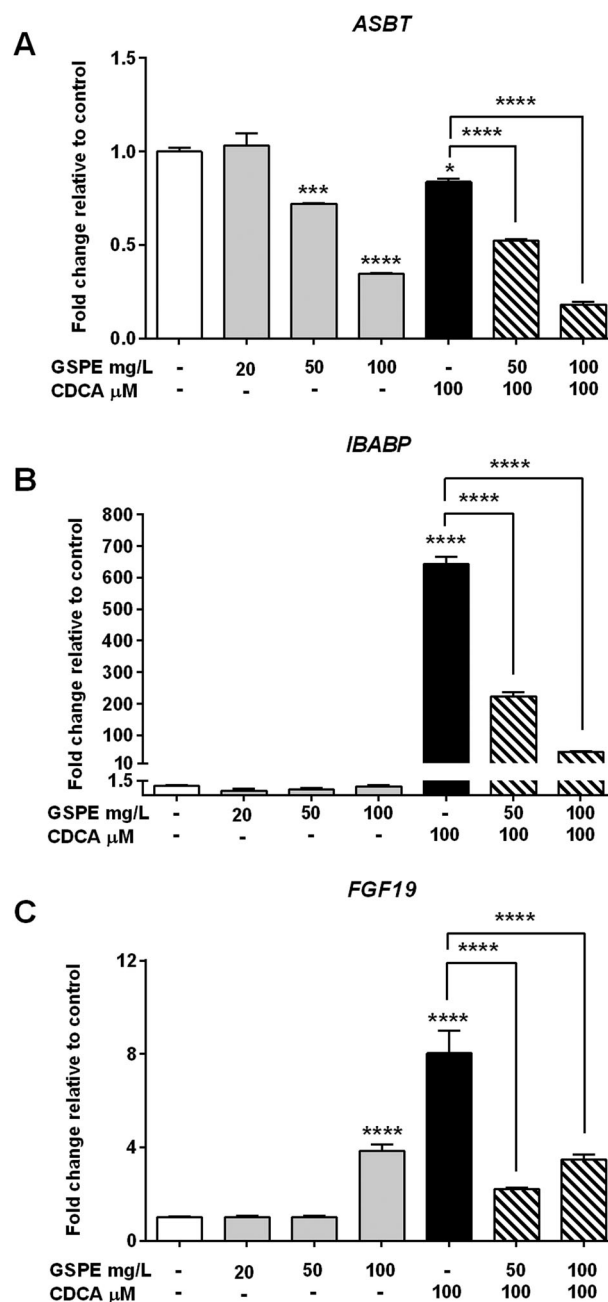 ASBT
A
Fold change relative to control
1.5
1.0
0.5
0.0
***
****
*
****
****
GSPE mg/L - 20 50 100 - 50 100
CDCA μM - - - - 100 100 100
IBABP
B
Fold change relative to control
800
700
600
500
400
300
200
100
10
1.5
****
****
****
GSPE mg/L - 20 50 100 - 50 100
CDCA μM - - - - 100 100 100
FGF19
C
Fold change relative to control
12
8
4
0
****
****
****
****
GSPE mg/L - 20 50 100 - 50 100
CDCA μM - - - - 100 100 100